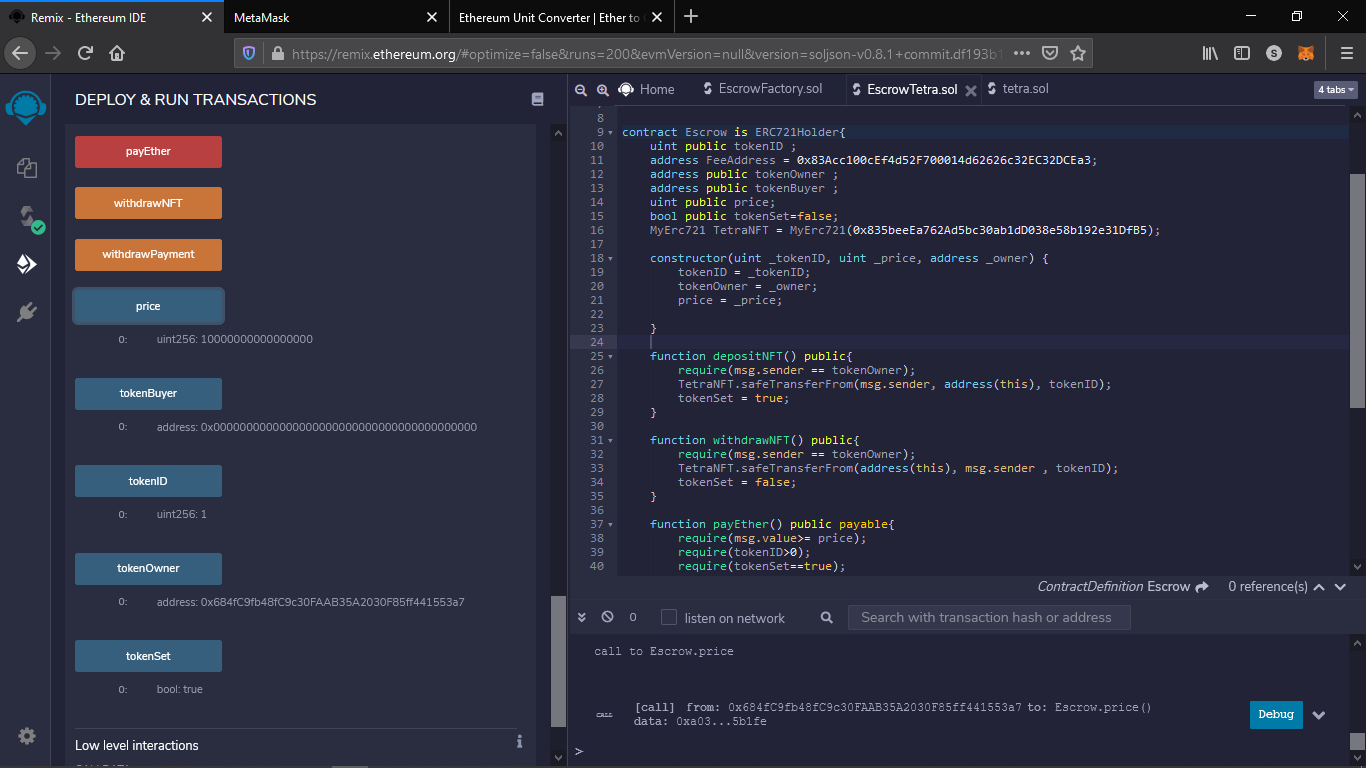 Remix - Ethereum IDE
MetaMask
Ethereum Unit Converter | Ether to
https://remix.ethereum.org/#optimize=false&runs=200&evmVersion=null&version=soljson-v0.8.1+commit.df193b1
S
DEPLOY & RUN TRANSACTIONS
payEther
withdrawNFT
withdrawPayment
price
0: uint256: 10000000000000000
tokenBuyer
0: address: 0x0000000000000000000000000000000000000000
tokenID
0: uint256: 1
tokenOwner
0: address: 0x684fC9fb48fC9c30FAAB35A2030F85ff441553a7
tokenSet
0: bool: true
Low level interactions
Home
EscrowFactory.sol
EscrowTetra.sol
tetra.sol
4 tabs
8
9 contract Escrow is ERC721Holder{
10 uint public tokenID ;
11 address FeeAddress = 0x83Acc100cEf4d52F700014d62626c32EC32DCEa3;
12 address public tokenOwner ;
13 address public tokenBuyer ;
14 uint public price;
15 bool public tokenSet=false;
16 MyErc721 TetraNFT = MyErc721(0x835beeEa762Ad5bc30ab1dD038e58b192e31DfB5);
17
18 constructor(uint _tokenID, uint _price, address _owner) {
19 tokenID = _tokenID;
20 tokenOwner = _owner;
21 price = _price;
22
23 }
24
25 function depositNFT() public{
26 require(msg.sender == tokenOwner);
27 TetraNFT.safeTransferFrom(msg.sender, address(this), tokenID);
28 tokenSet = true;
29 }
30
31 function withdrawNFT() public{
32 require(msg.sender == tokenOwner);
33 TetraNFT.safeTransferFrom(address(this), msg.sender , tokenID);
34 tokenSet = false;
35 }
36
37 function payEther() public payable{
38 require(msg.value>= price);
39 require(tokenID>0);
40 require(tokenSet==true);
ContractDefinition Escrow 0 reference(s)
0 listen on network
Search with transaction hash or address
call to Escrow.price
CALL [call] from: 0x684fC9fb48fC9c30FAAB35A2030F85ff441553a7 to: Escrow.price()
data: 0xa03...5b1fe
Debug
>